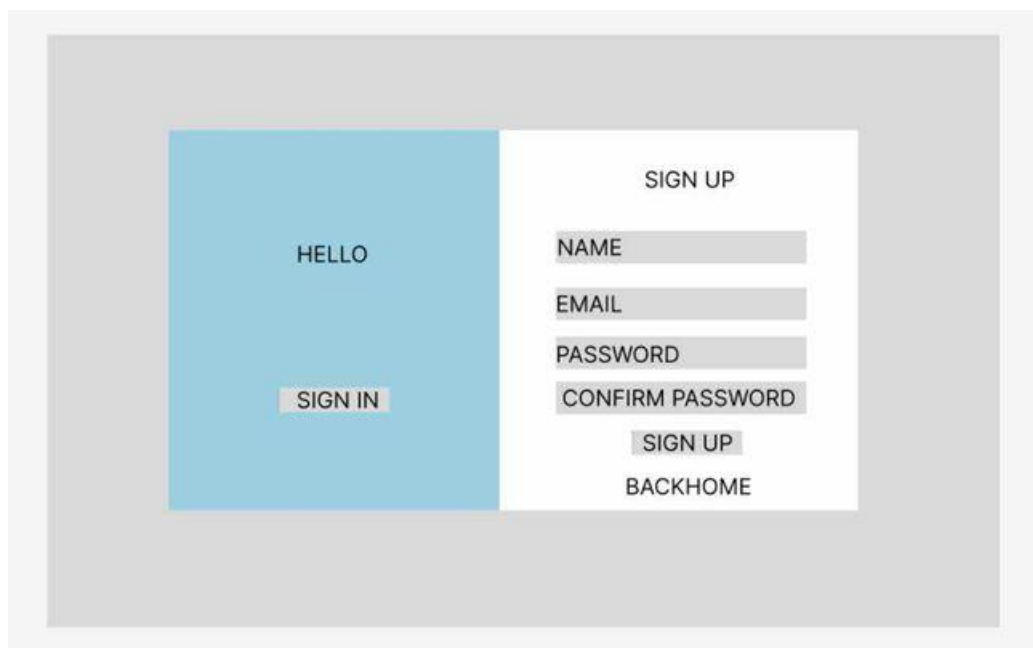 HELLO
SIGN IN
SIGN UP
NAME
EMAIL
PASSWORD
CONFIRM PASSWORD
SIGN UP
BACKHOME